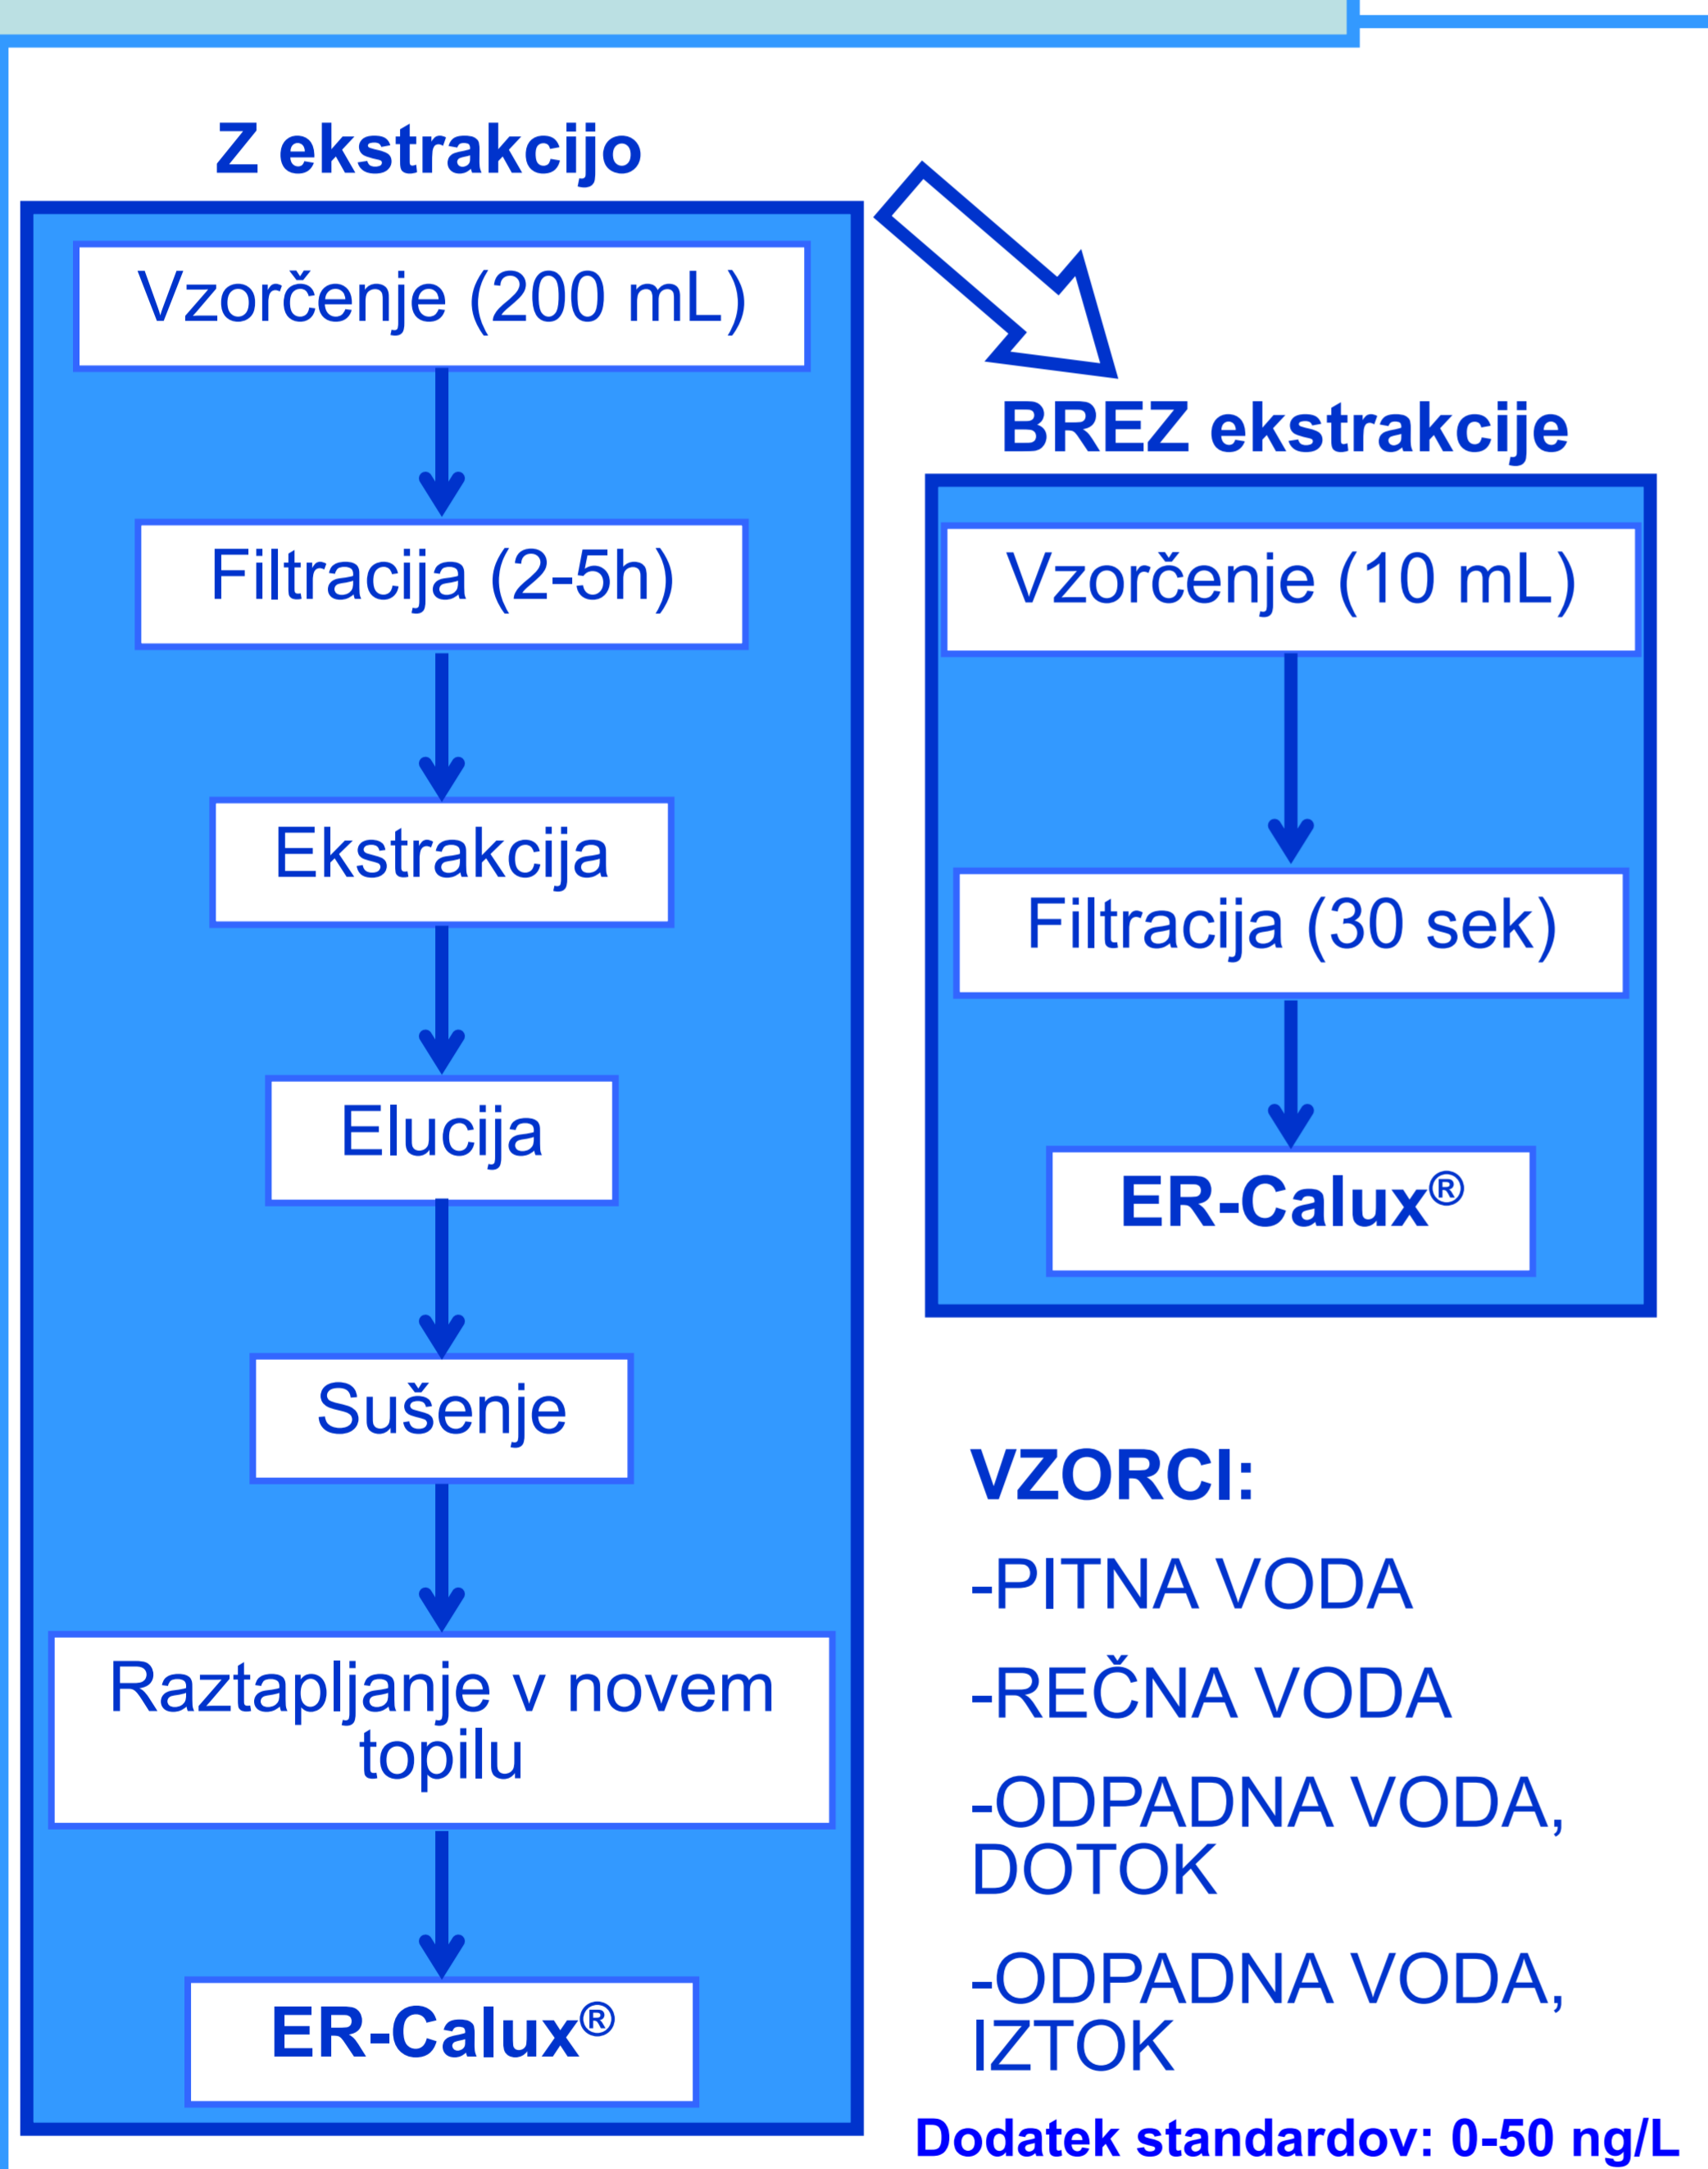 Z ekstrakcijo
Vzorčenje (200 mL)
Filtracija (2-5h)
Ekstrakcija
Elucija
Sušenje
Raztapljanje v novem
topilu
ER-Calux®
BREZ ekstrakcije
Vzorčenje (10 mL)
Filtracija (30 sek)
ER-Calux®
VZORCI:
-PITNA VODA
-REČNA VODA
-ODPADNA VODA,
DOTOK
-ODPADNA VODA,
IZTOK
Dodatek standardov: 0-50 ng/L